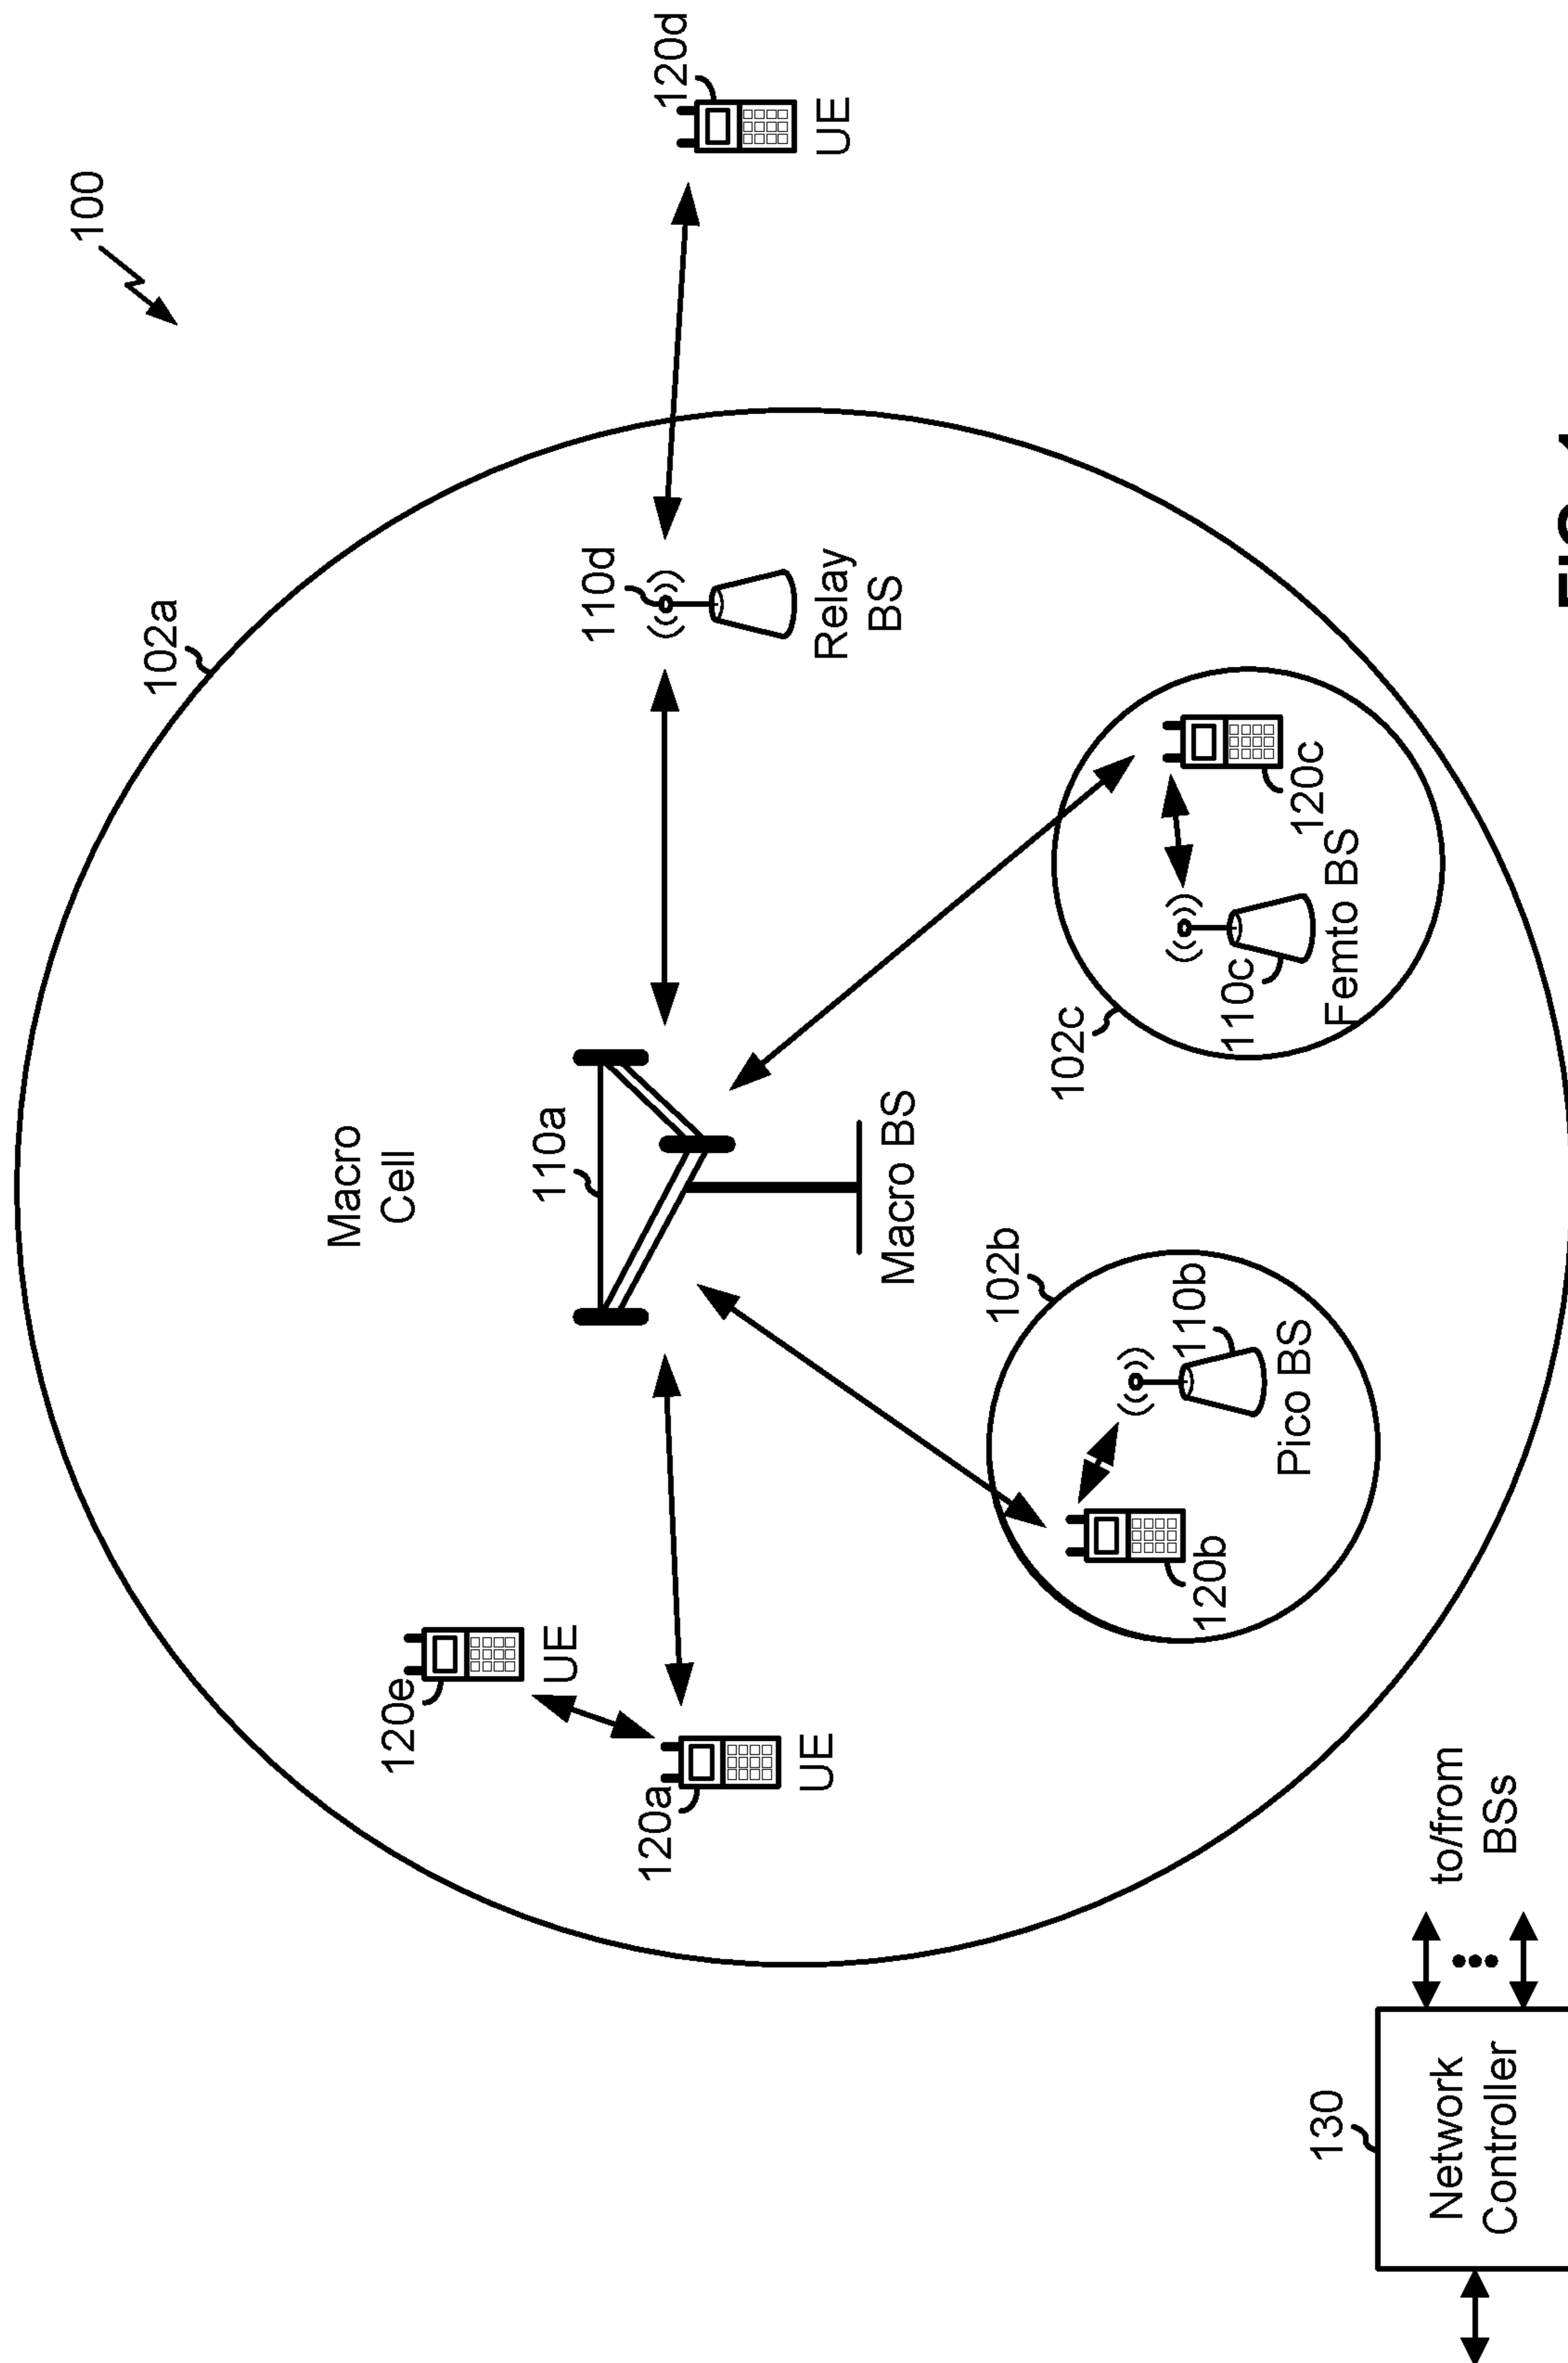 100
102a
Macro
Cell
110a
110d
120d
UE
Relay
BS
120e
UE
120a
UE
Macro BS
102b
110b
Pico BS
120b
102c
120c
110c
Femto BS
130
Network
Controller
to/from
BSs